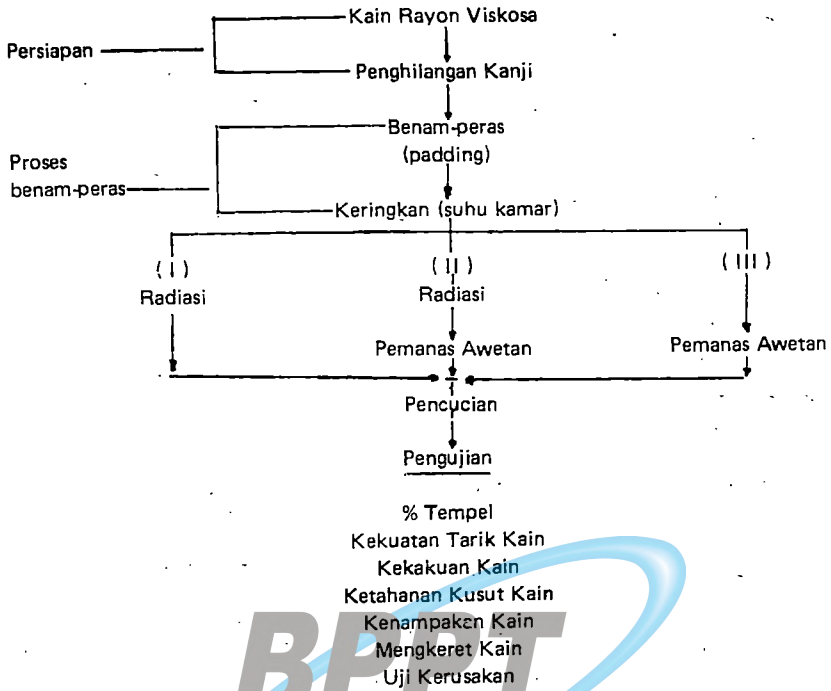 Kain Rayon Viskosa
Persiapan
Penghilangan Kanji
Benam-peras
(padding)
Proses
benam-peras
Keringkan (suhu kamar)
( I )
( II )
( III )
Radiasi
Radiasi
Pemanas Awetan
Pemanas Awetan
Pencucian
Pengujian
% Tempel
Kekuatan Tarik Kain
Kekakuan Kain
Ketahanan Kusut Kain
Kenampakan Kain
Mengkeret Kain
Uji Kerusakan
BPPT